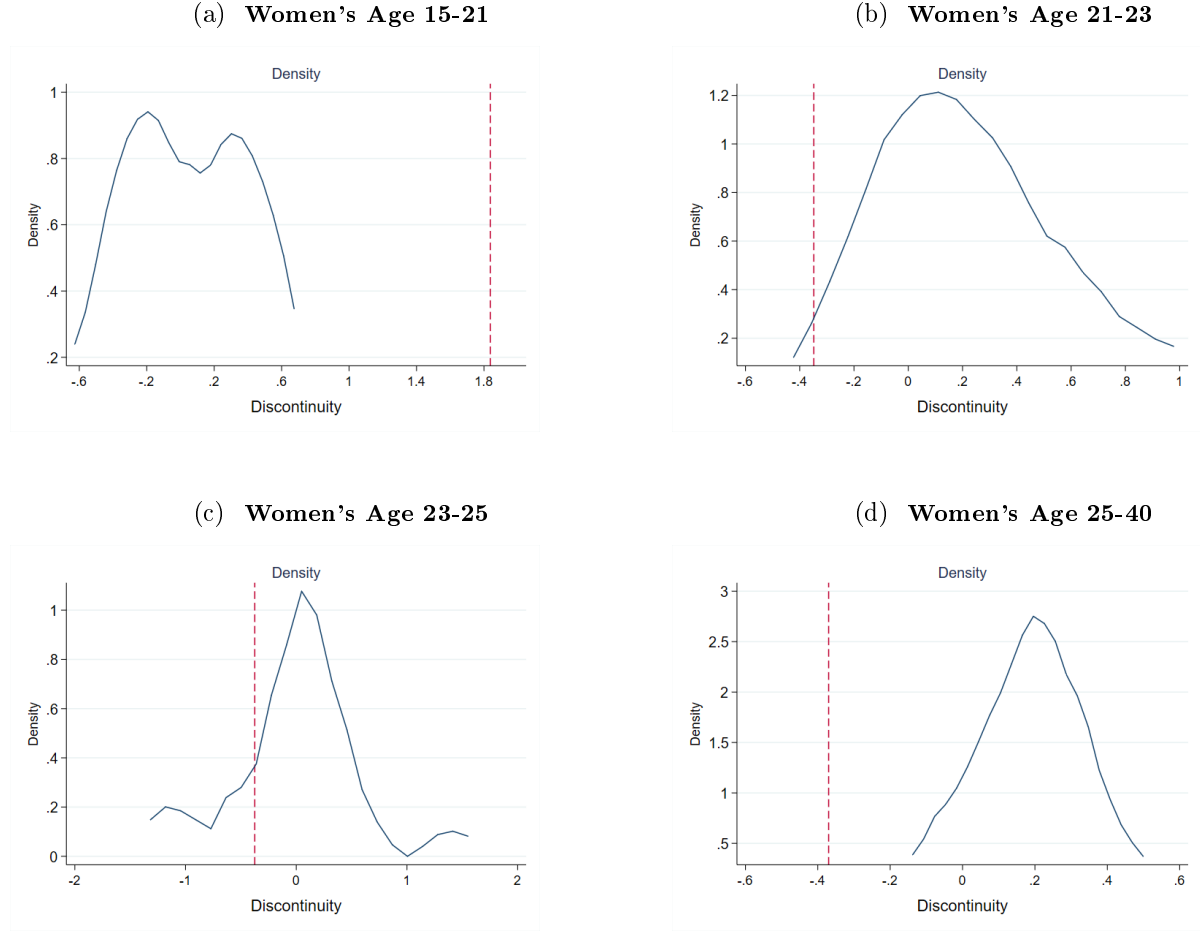 (a) Women's Age 15-21
Density
Density
1
.8
.6
.4
.2
-.6 -.2 .2 .6 1 1.4 1.8
Discontinuity
(b) Women's Age 21-23
Density
Density
1.2
1
.8
.6
.4
.2
-.6 -.4 -.2 0 .2 .4 .6 .8 1
Discontinuity
(c) Women's Age 23-25
Density
Density
1
.8
.6
.4
.2
0
-2 -1 0 1 2
Discontinuity
(d) Women's Age 25-40
Density
Density
3
2.5
2
1.5
1
.5
-.6 -.4 -.2 0 .2 .4 .6
Discontinuity